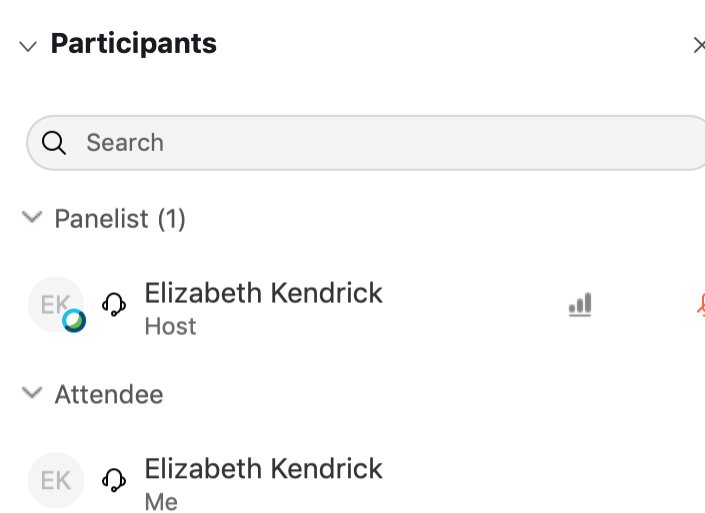 Participants
Search
Panelist (1)
EK
Elizabeth Kendrick
Host
Attendee
EK
Elizabeth Kendrick
Me